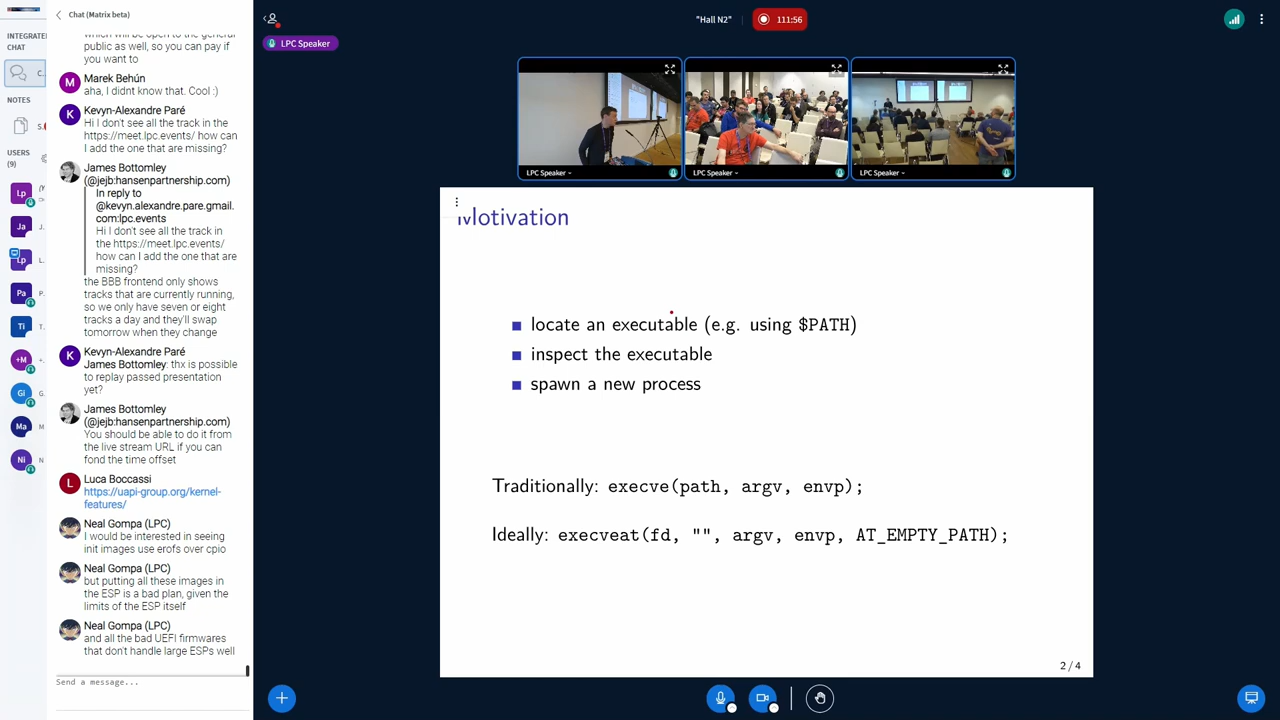 Chat (Matrix beta)
INTEGRATE
CHAT
C..
NOTES
S.
USERS
(9)
Lp
Ja
Lp
Pa
P.
Ti
T.
+M
Gl
G.
Ma
M
Ni
N
which will be open to the general
public as well, so you can pay if
you want to
M
Marek Behún
aha, I didnt know that. Cool :)
K
Kevyn-Alexandre Paré
Hi I don't see all the track in the
https://meet.lpc.events/ how can
I add the one that are missing?
James Bottomley
(@jejb:hansenpartnership.com)
In reply to
@kevyn.alexandre.pare.gmail.
com:lpc.events
Hi I don't see all the track in
the https://meet.lpc.events/
how can I add the one that are
missing?
the BBB frontend only shows
tracks that are currently running,
so we only have seven or eight
tracks a day and they'll swap
tomorrow when they change
K
Kevyn-Alexandre Paré
James Bottomley: thx is possible
to replay passed presentation
yet?
James Bottomley
(@jejb:hansenpartnership.com)
You should be able to do it from
the live stream URL if you can
fond the time offset
L
Luca Boccassi
https://uapi-group.org/kernel-
features/
Neal Gompa (LPC)
I would be interested in seeing
init images use erofs over cpio
Neal Gompa (LPC)
but putting all these images in
the ESP is a bad plan, given the
limits of the ESP itself
Neal Gompa (LPC)
and all the bad UEFI firmwares
that don't handle large ESPs well
Send a message...
"Hall N2"
111:56
LPC Speaker
LPC Speaker
LPC Speaker
LPC Speaker
Motivation
locate an executable (e.g. using $PATH)
inspect the executable
spawn a new process
Traditionally: execve(path, argv, envp);
Ideally: execveat(fd, "", argv, envp, AT_EMPTY_PATH);
2 / 4